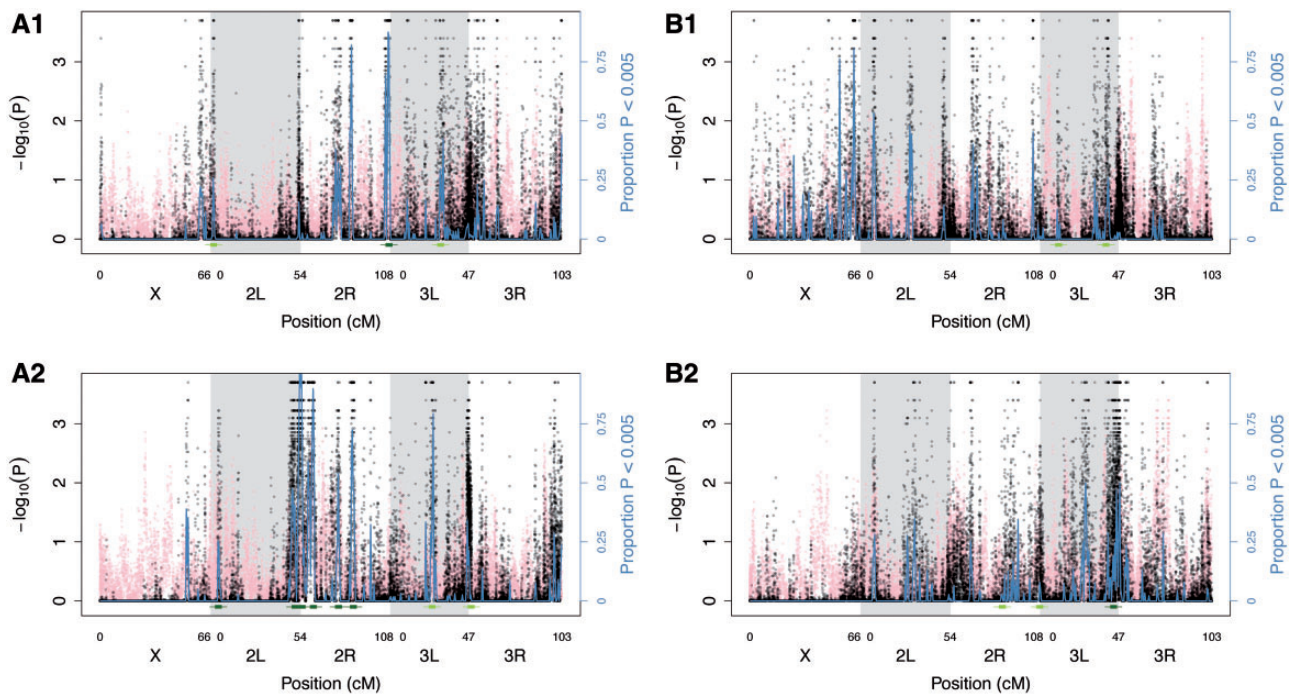 A1
3
2
1
0
−log10(P)
0.75
0.5
0.25
0
Proportion P < 0.005
0 66 0 54 108 0 47 103
X 2L 2R 3L 3R
Position (cM)
B1
3
2
1
0
−log10(P)
0.75
0.5
0.25
0
Proportion P < 0.005
0 66 0 54 108 0 47 103
X 2L 2R 3L 3R
Position (cM)
A2
3
2
1
0
−log10(P)
0.75
0.5
0.25
0
Proportion P < 0.005
0 66 0 54 108 0 47 103
X 2L 2R 3L 3R
Position (cM)
B2
3
2
1
0
−log10(P)
0.75
0.5
0.25
0
Proportion P < 0.005
0 66 0 54 108 0 47 103
X 2L 2R 3L 3R
Position (cM)